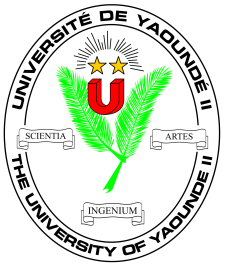 UNIVERSITÉ DE YAOUNDÉ II
U
SCIENTIA
ARTES
INGENIUM
THE UNIVERSITY OF YAOUNDE II